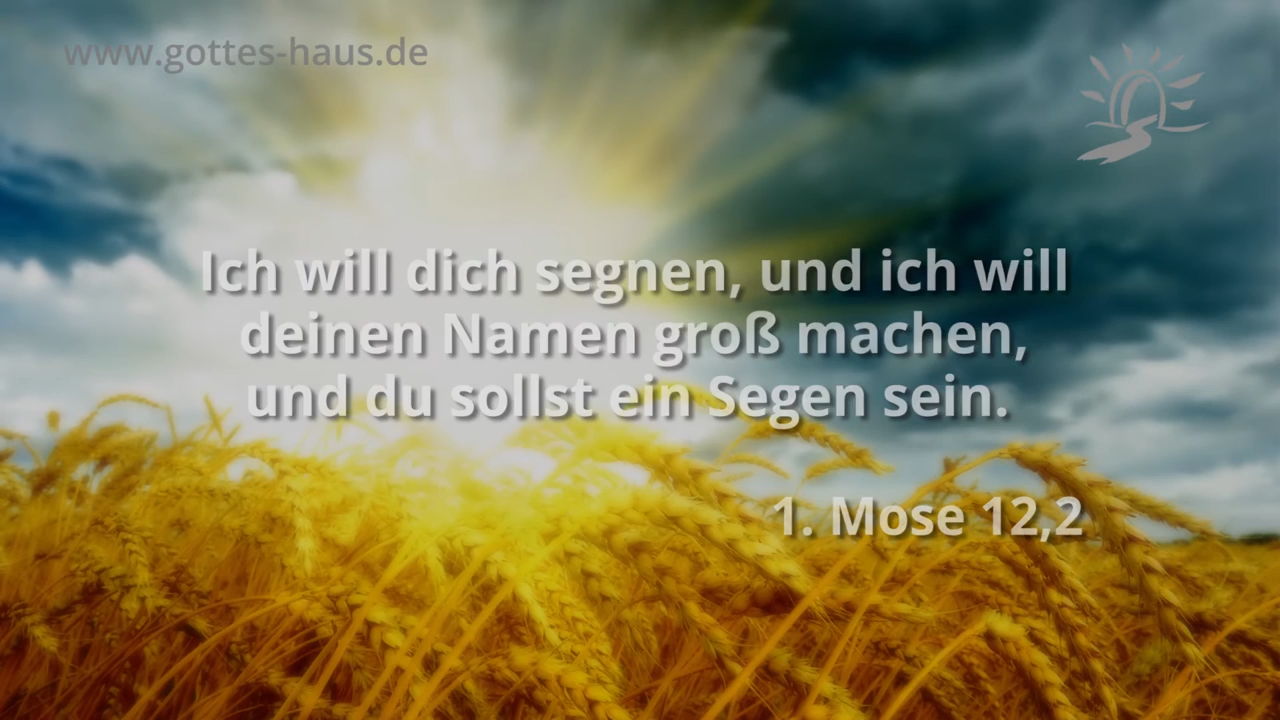 www.gottes-haus.de
Ich will dich segnen, und ich will
deinen Namen groß machen,
und du sollst ein Segen sein.
1. Mose 12,2